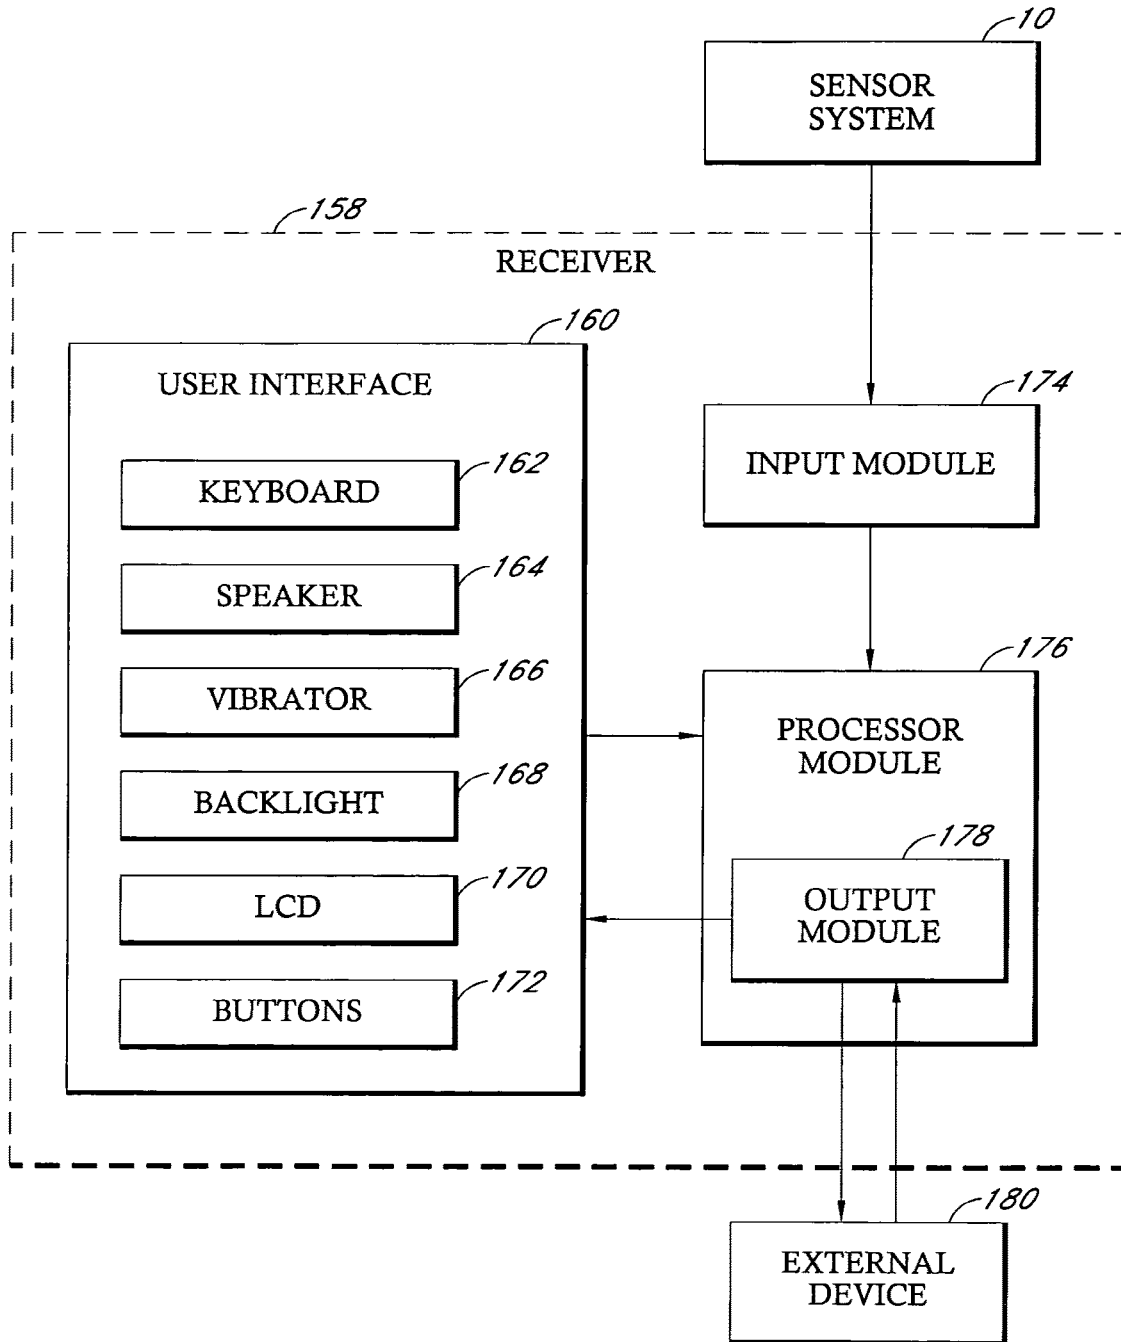 10
SENSOR
SYSTEM
158
RECEIVER
160
USER INTERFACE
174
INPUT MODULE
162
KEYBOARD
164
SPEAKER
166
VIBRATOR
168
BACKLIGHT
170
LCD
172
BUTTONS
176
PROCESSOR
MODULE
178
OUTPUT
MODULE
180
EXTERNAL
DEVICE